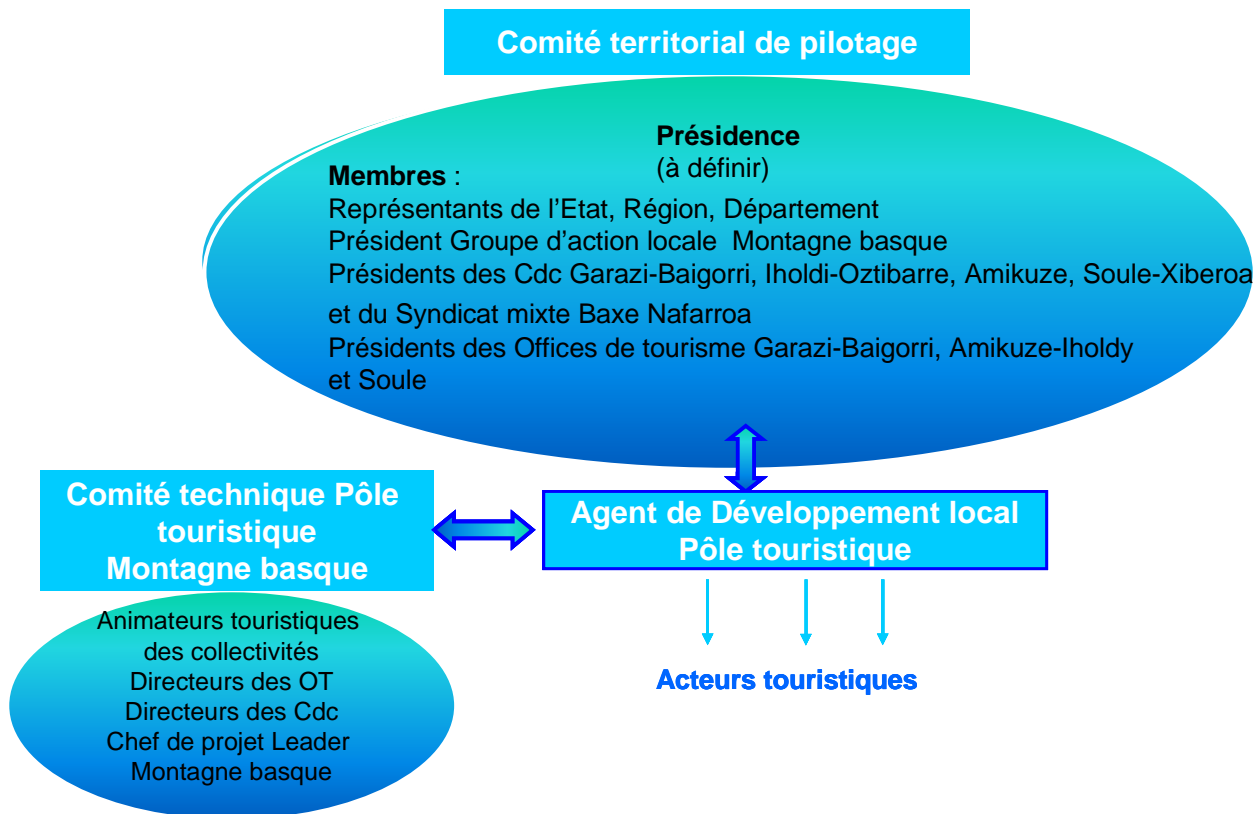 Comité territorial de pilotage
Présidence
(à définir)
Membres :
Représentants de l'Etat, Région, Département
Président Groupe d'action locale  Montagne basque
Présidents des Cdc Garazi-Baigorri, Iholdi-Oztibarre, Amikuze, Soule-Xiberoa
et du Syndicat mixte Baxe Nafarroa
Présidents des Offices de tourisme Garazi-Baigorri, Amikuze-Iholdy
et Soule
Comité technique Pôle
touristique
Montagne basque
Agent de Développement local
Pôle touristique
Animateurs touristiques
des collectivités
Directeurs des OT
Directeurs des Cdc
Chef de projet Leader
Montagne basque
Acteurs touristiques